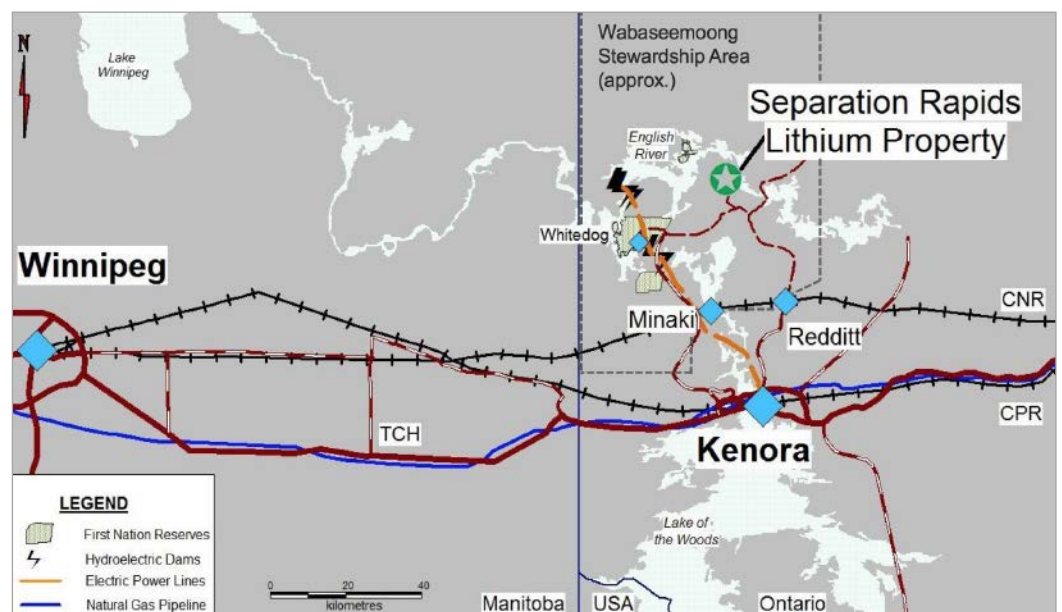 N
Lake
Winnipeg
Wabaseemoong
Stewardship Area
(approx.)
Separation Rapids
Lithium Property
English
River
Whitedog
Winnipeg
Minaki
Redditt
CNR
TCH
CPR
Kenora
LEGEND
First Nation Reserves
Hydroelectric Dams
Electric Power Lines
Natural Gas Pipeline
0 20 40
kilometres
Lake of
the Woods
Manitoba
USA
Ontario